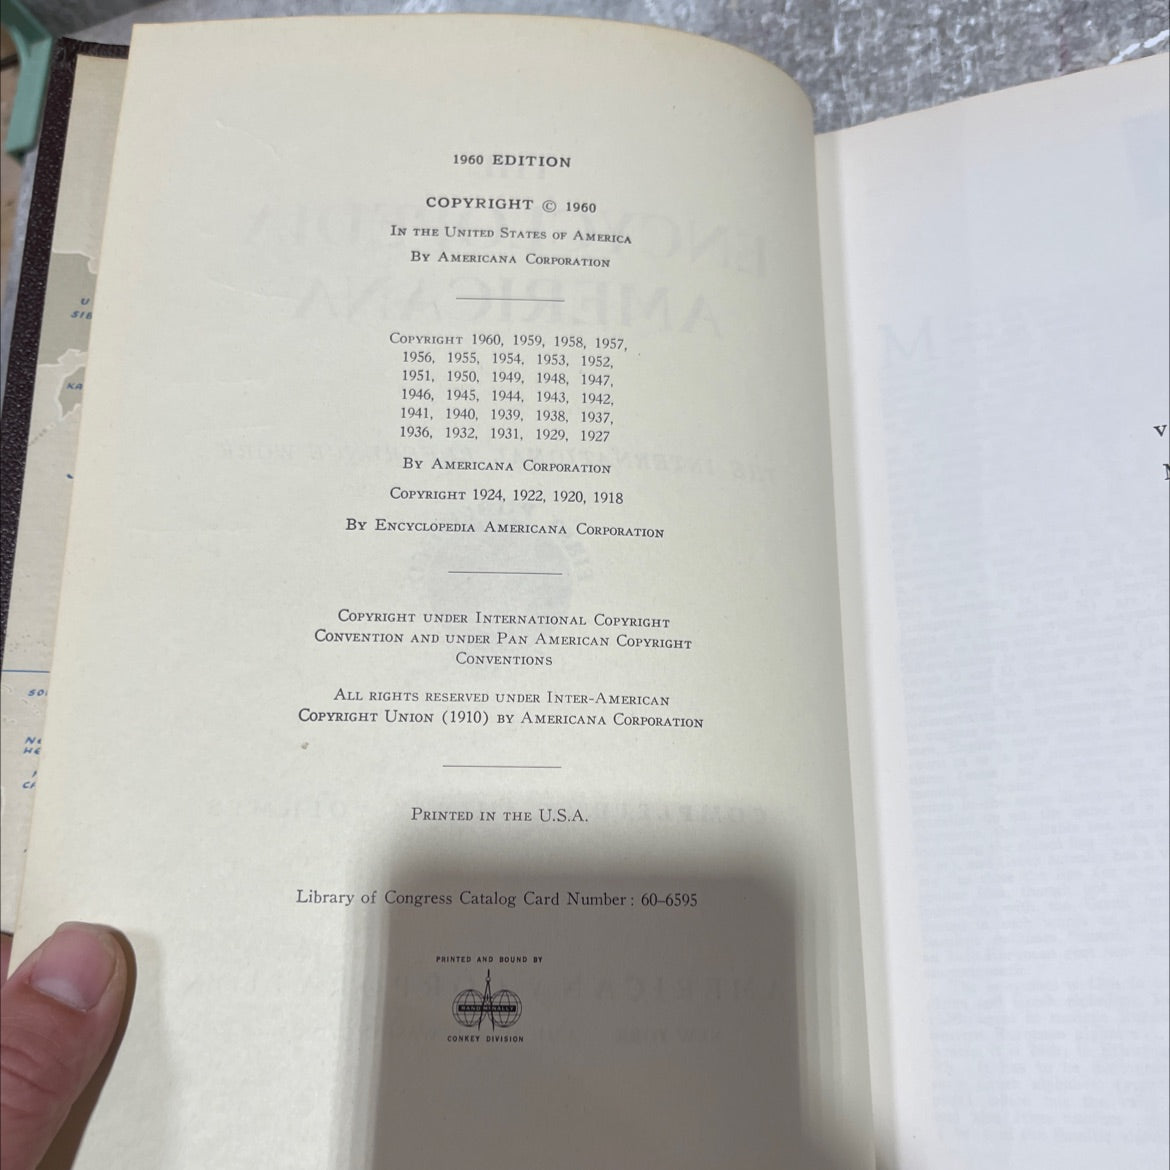 1960 EDITION
COPYRIGHT © 1960
IN THE UNITED STATES OF AMERICA
BY AMERICANA CORPORATION
COPYRIGHT 1960, 1959, 1958, 1957,
1956, 1955, 1954, 1953, 1952,
1951, 1950, 1949, 1948, 1947,
1946, 1945, 1944, 1943, 1942,
1941, 1940, 1939, 1938, 1937,
1936, 1932, 1931, 1929, 1927
BY AMERICANA CORPORATION
COPYRIGHT 1924, 1922, 1920, 1918
BY ENCYCLOPEDIA AMERICANA CORPORATION
COPYRIGHT UNDER INTERNATIONAL COPYRIGHT
CONVENTION AND UNDER PAN AMERICAN COPYRIGHT
CONVENTIONS
ALL RIGHTS RESERVED UNDER INTER-AMERICAN
COPYRIGHT UNION (1910) BY AMERICANA CORPORATION
PRINTED IN THE U.S.A.
Library of Congress Catalog Card Number: 60–6595
PRINTED AND BOUND BY
RAND McNALLY
CONKEY DIVISION